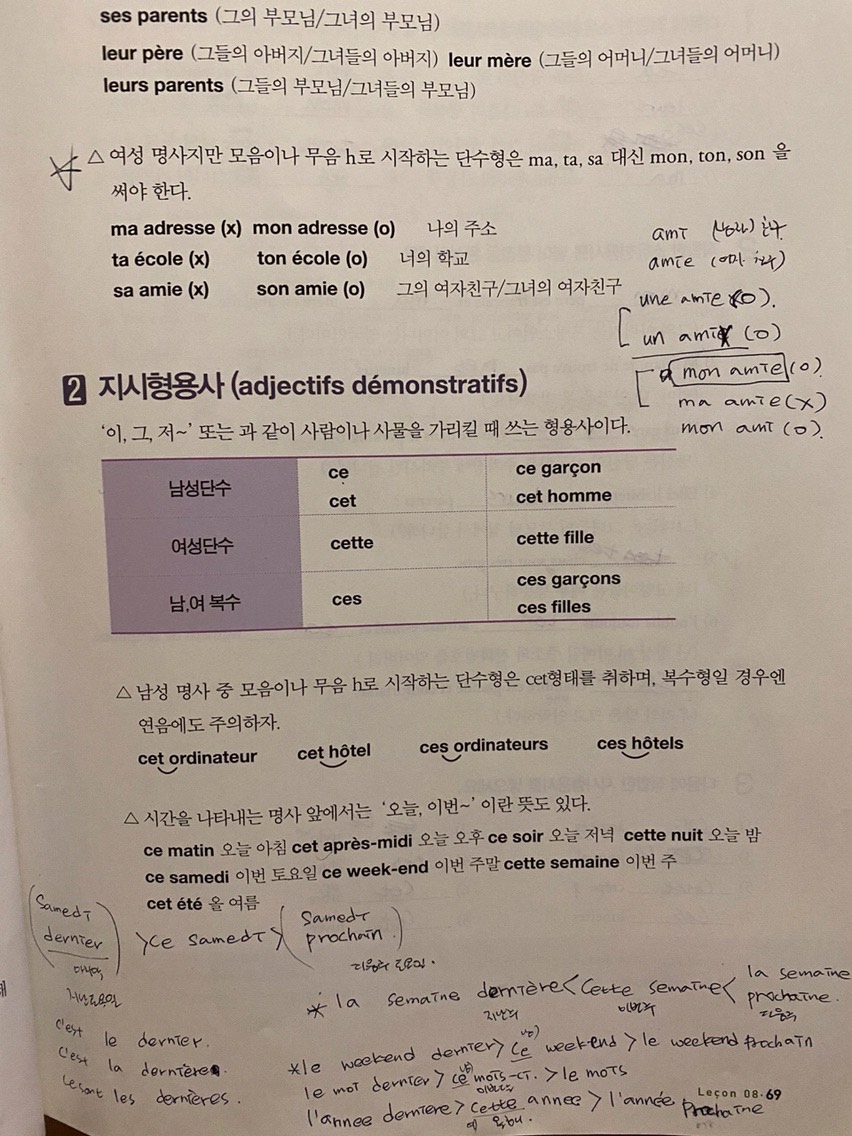 ses parents (그의 부모님/그녀의 부모님)
leur père (그들의 아버지/그녀들의 아버지) leur mère (그들의 어머니/그녀들의 어머니)
leurs parents (그들의 부모님/그녀들의 부모님)
△ 여성 명사지만 모음이나 무음 h로 시작하는 단수형은 ma, ta, sa 대신 mon, ton, son 을
써야 한다.
ma adresse (x) mon adresse (o) 나의 주소
ta école (x) ton école (o) 너의 학교
sa amie (x) son amie (o) 그의 여자친구/그녀의 여자친구
ami
amie
une amie (o).
un ami (o)
mon amie (o)
ma amie (x)
mon ami (o).
2 지시형용사 (adjectifs démonstratifs)
‘이, 그, 저~’ 또는 과 같이 사람이나 사물을 가리킬 때 쓰는 형용사이다.
남성단수 ce ce garçon
cet cet homme
여성단수 cette cette fille
남,여 복수 ces ces garçons
ces filles
△ 남성 명사 중 모음이나 무음 h로 시작하는 단수형은 cet형태를 취하며, 복수형일 경우엔
연음에도 주의하자.
cet ordinateur cet hôtel ces ordinateurs ces hôtels
△ 시간을 나타내는 명사 앞에서는 ‘오늘, 이번~’ 이란 뜻도 있다.
ce matin 오늘 아침 cet après-midi 오늘 오후 ce soir 오늘 저녁 cette nuit 오늘 밤
ce samedi 이번 토요일 ce week-end 이번 주말 cette semaine 이번 주
cet été 올 여름
(samedi dernier) > ce samedi > (samedi prochain)
지난토요일 다음주 토요일.
* la semaine dernière < cette semaine < la semaine prochaine.
지난주 이번주 다음주
c'est le dernier.
c'est la dernière.
ce sont les dernières.
* le weekend dernier > ce weekend > le weekend prochain
le moi dernier > ce mois-ci. > le mois
l'annee derniere > cette annee > l'année prochaine
Leçon 08·69